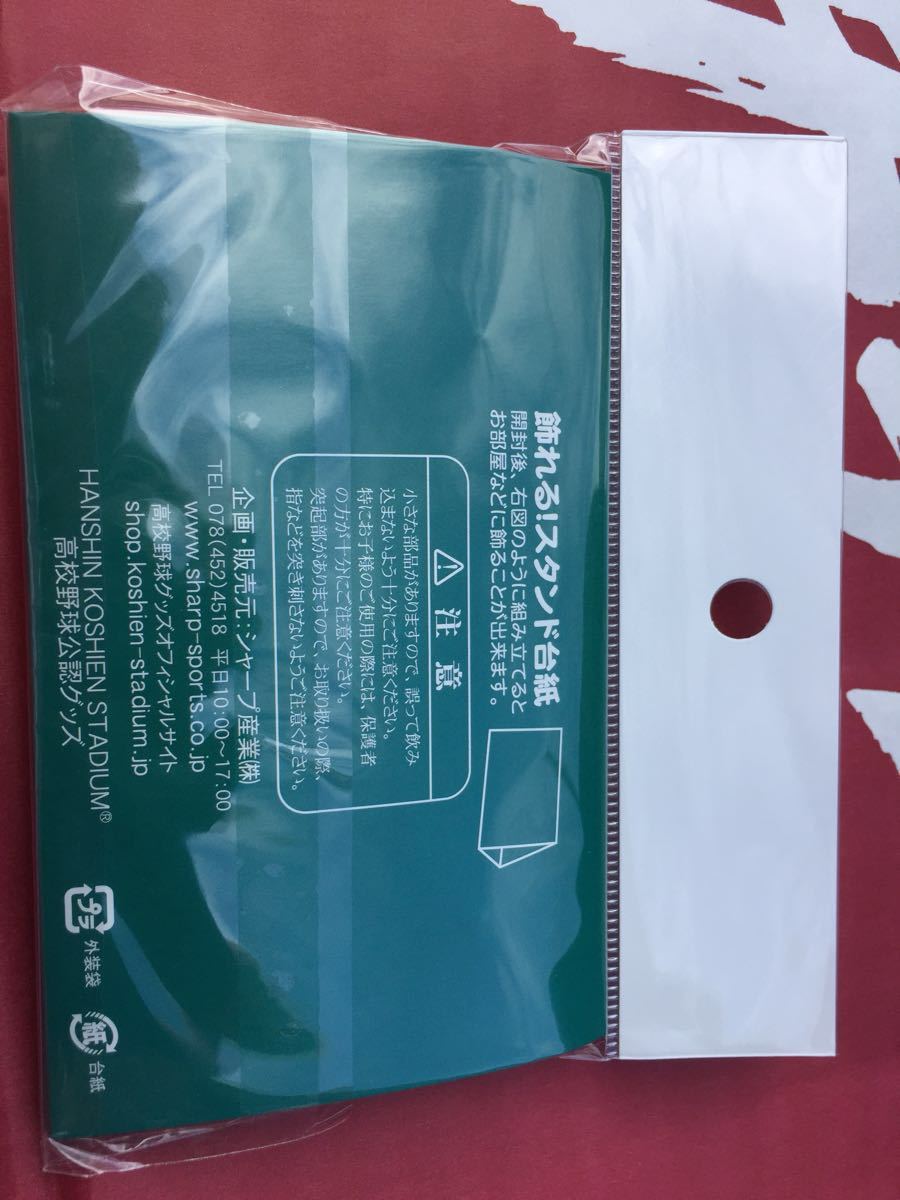 飾れる!スタンド台紙
開封後、右図のように組み立てると
お部屋などに飾ることが出来ます。
注意
小さな部品がありますので、誤って飲み
込まないよう十分にご注意ください。
特にお子様のご使用の際には、保護者
の方が十分にご注意ください。
突起部がありますので、お取り扱いの際、
指などを突き刺さないようご注意ください。
企画・販売元:シャープ産業(株)
www.sharp-sports.co.jp
TEL 078(452)4518 平日10:00〜17:00
高校野球グッズオフィシャルサイト
shop.koshien-stadium.jp
HANSHIN KOSHIEN STADIUM®
高校野球公認グッズ
プラ 外装袋
紙 台紙